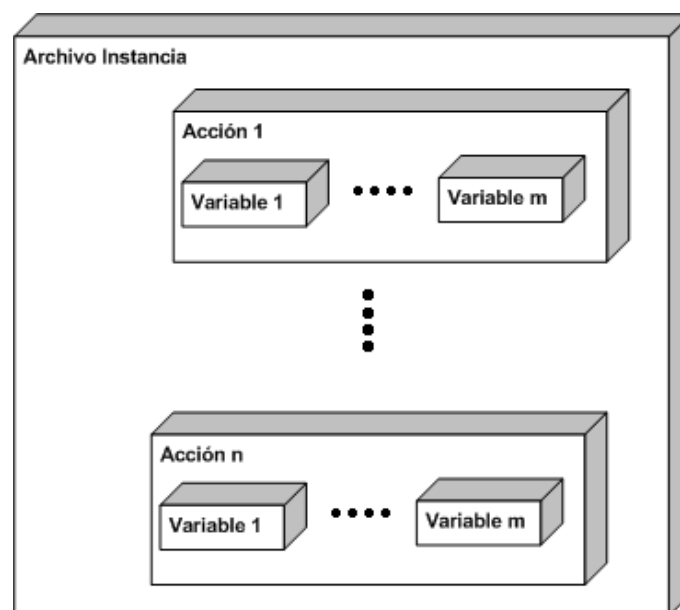 Archivo Instancia
Acción 1
Variable 1
Variable m
Acción n
Variable 1
Variable m